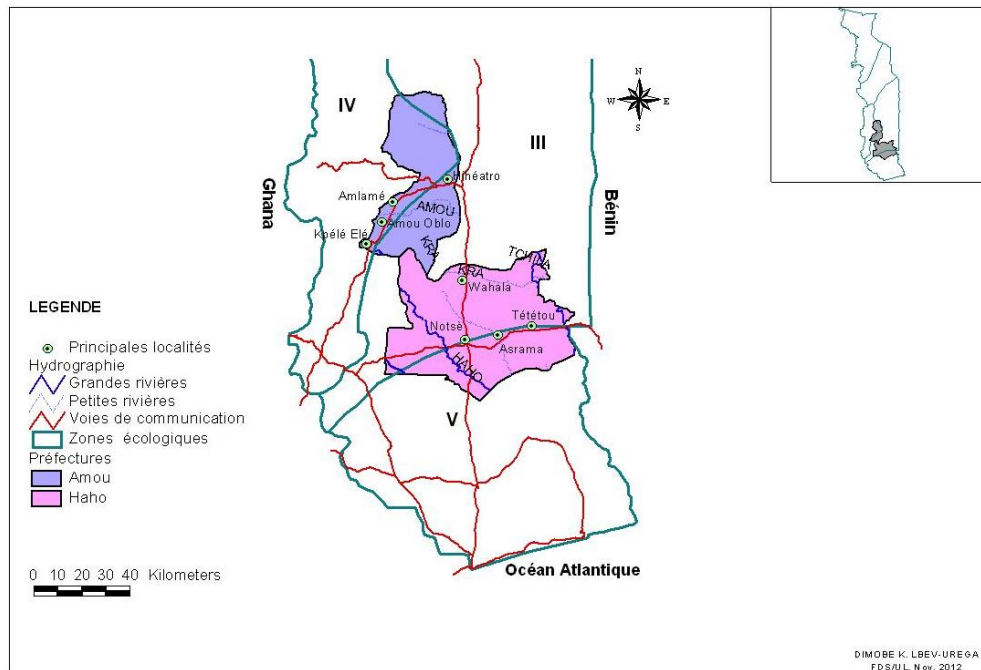 N
W E
S
IV
III
Ghana
Bénin
Hihéatro
Amlamé
AMOU
Amou Oblo
Kpélé Elé
KRA
TCHINA
KRA
Wahala
Tététou
Notsè
Asrama
HAHO
V
Océan Atlantique
LEGENDE
Principales localités
Hydrographie
Grandes rivières
Petites rivières
Voies de communication
Zones écologiques
Préfectures
Amou
Haho
0 10 20 30 40 Kilometers
DIMOBE K. LBEV-UREGA
FDS/UL, Nov. 2012